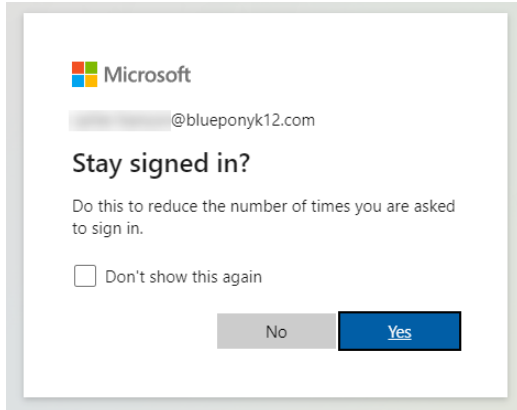 Microsoft
@blueponyk12.com
Stay signed in?
Do this to reduce the number of times you are asked
to sign in.
Don't show this again
No
Yes